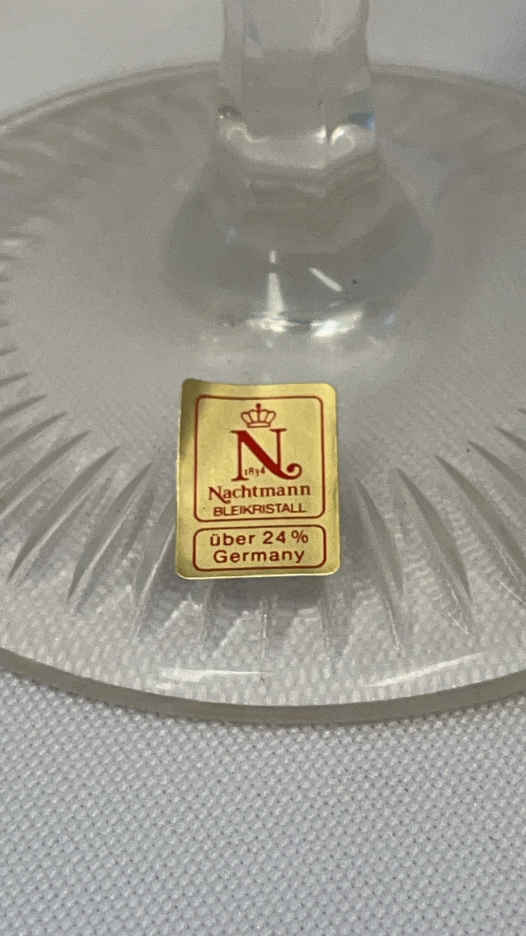 N
1834
Nachtmann
BLEIKRISTALL
über 24%
Germany